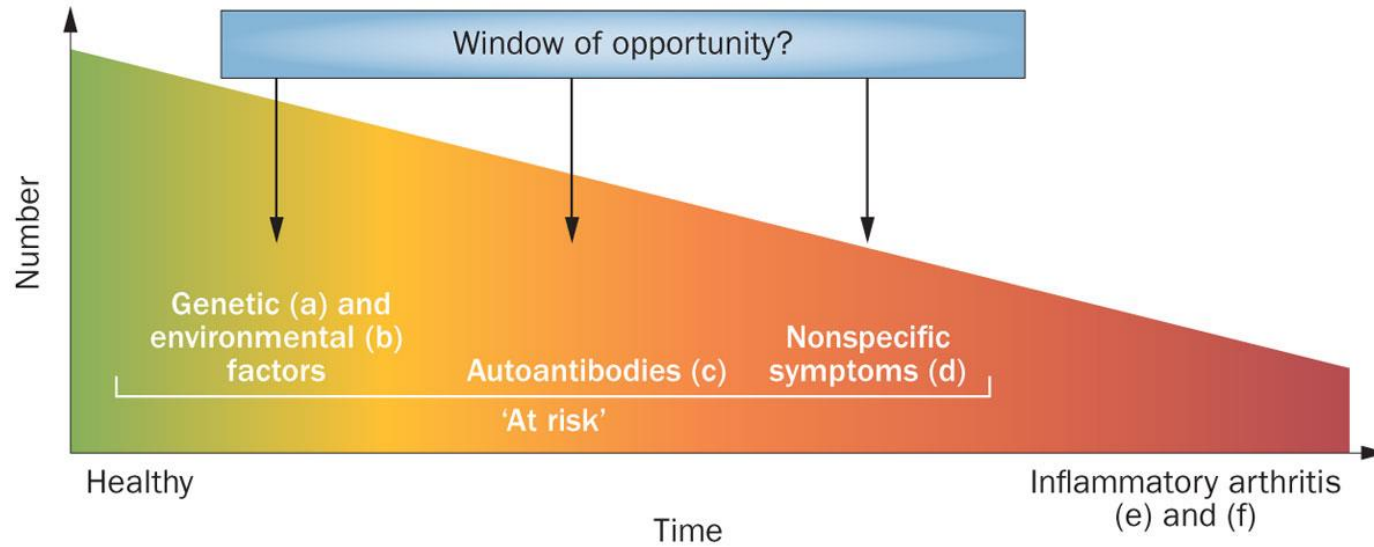 Window of opportunity?
Number
Genetic (a) and
environmental (b)
factors
Autoantibodies (c)
Nonspecific
symptoms (d)
‘At risk’
Healthy
Inflammatory arthritis
(e) and (f)
Time